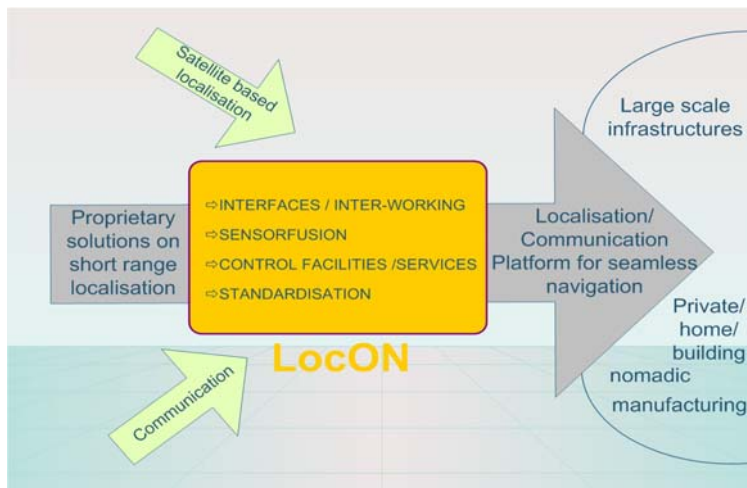 Satellite based
localisation
Large scale
infrastructures
Proprietary
solutions on
short range
localisation
⇨INTERFACES / INTER-WORKING
⇨SENSORFUSION
⇨CONTROL FACILITIES /SERVICES
⇨STANDARDISATION
Localisation/
Communication
Platform for seamless
navigation
LocON
Communication
Private/
home/
building
nomadic
manufacturing